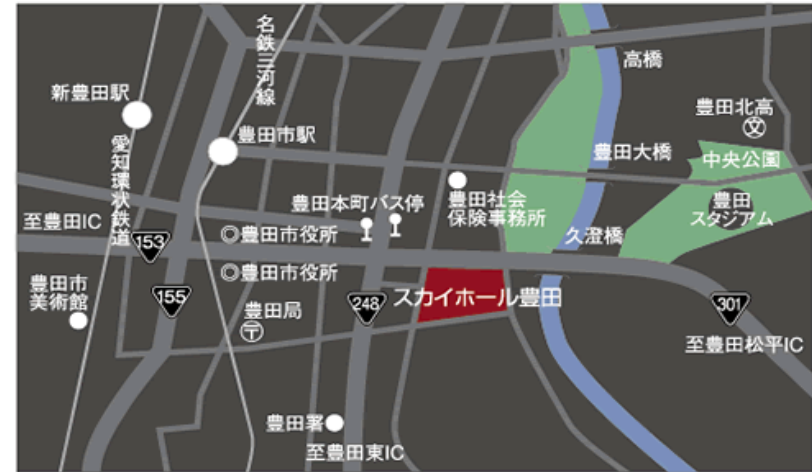 名鉄三河線
高橋
新豊田駅
豊田北高
文
豊田市駅
愛知環状鉄道
豊田大橋
中央公園
豊田本町バス停
豊田社会
保険事務所
豊田
スタジアム
至豊田IC
153
◎豊田市役所
久澄橋
◎豊田市役所
豊田市
美術館
155
豊田局
〒
248
スカイホール豊田
301
至豊田松平IC
豊田署
至豊田東IC